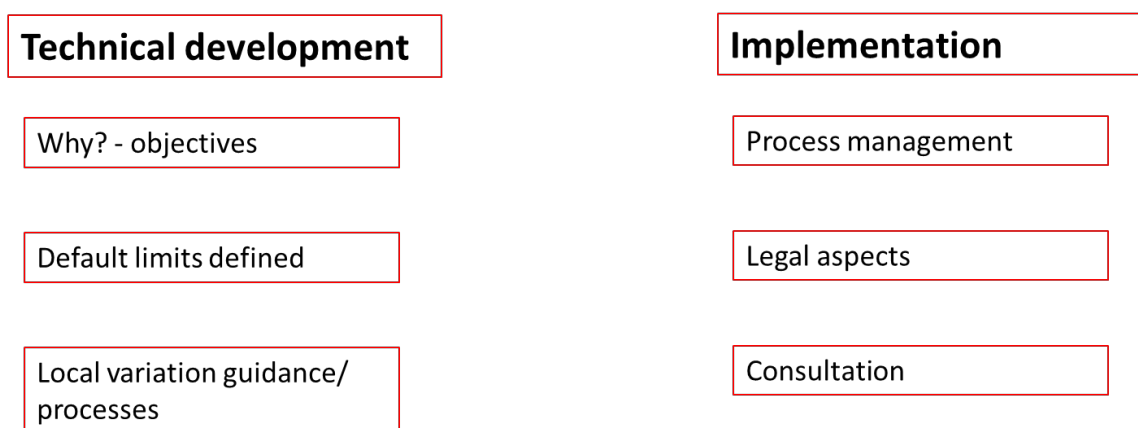 Technical development
Why? - objectives
Default limits defined
Local variation guidance/
processes
Implementation
Process management
Legal aspects
Consultation